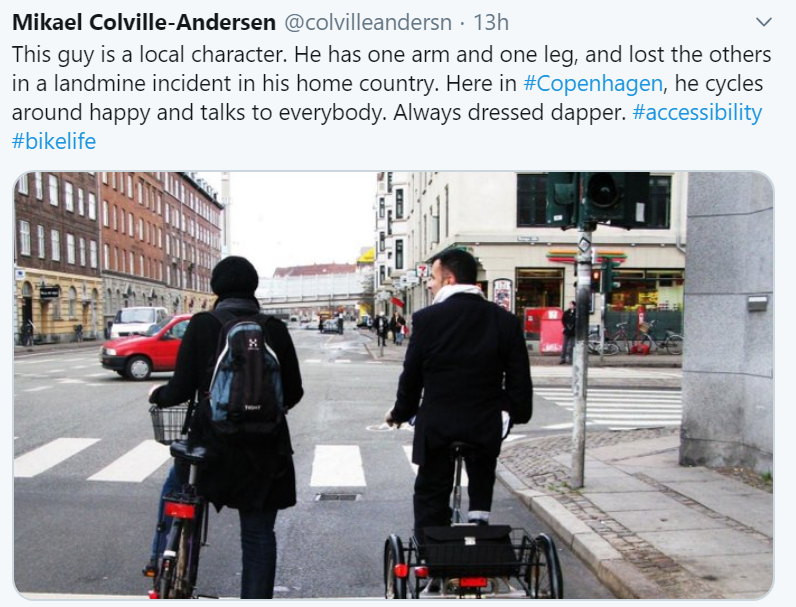 Mikael Colville-Andersen @colvilleandersn · 13h
This guy is a local character. He has one arm and one leg, and lost the others
in a landmine incident in his home country. Here in #Copenhagen, he cycles
around happy and talks to everybody. Always dressed dapper. #accessibility
#bikelife